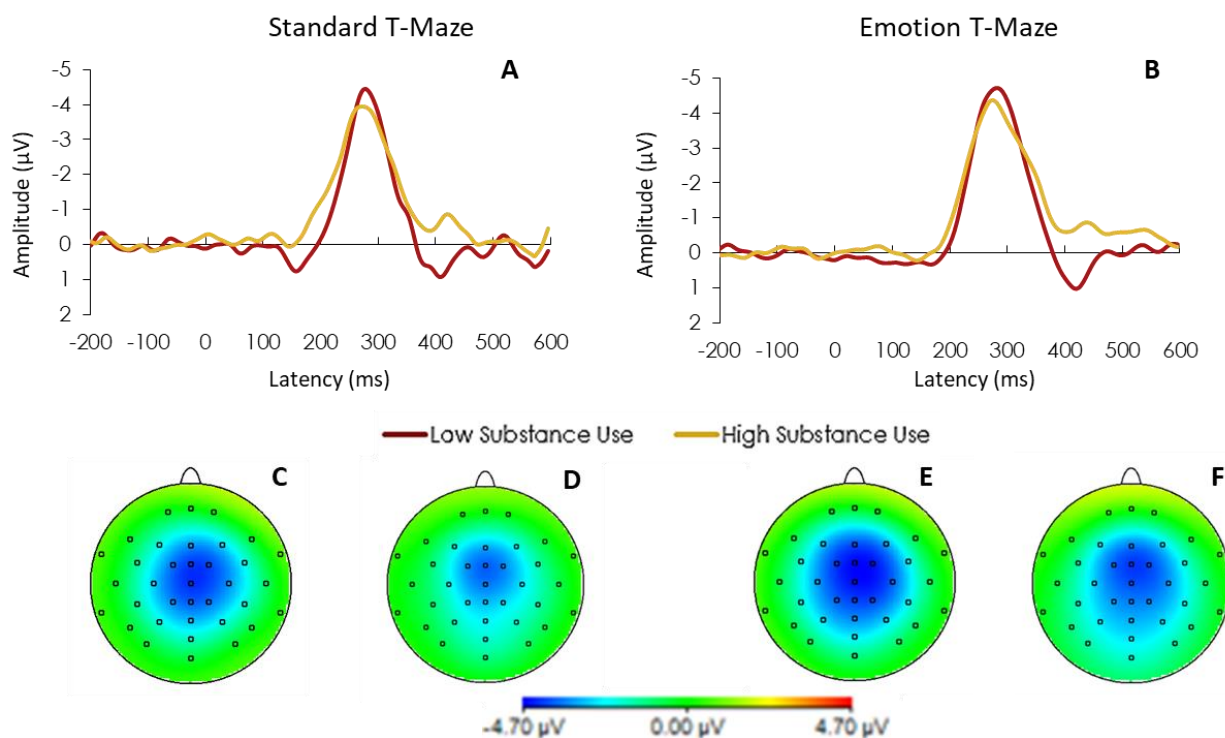 Standard T-Maze
Emotion T-Maze
A
-5
-4
-3
-2
-1
0
1
2
Amplitude (µV)
-200 -100 0 100 200 300 400 500 600
Latency (ms)
B
-5
-4
-3
-2
-1
0
1
2
Amplitude (µV)
-200 -100 0 100 200 300 400 500 600
Latency (ms)
Low Substance Use High Substance Use
C D E F
-4.70 µV 0.00 µV 4.70 µV